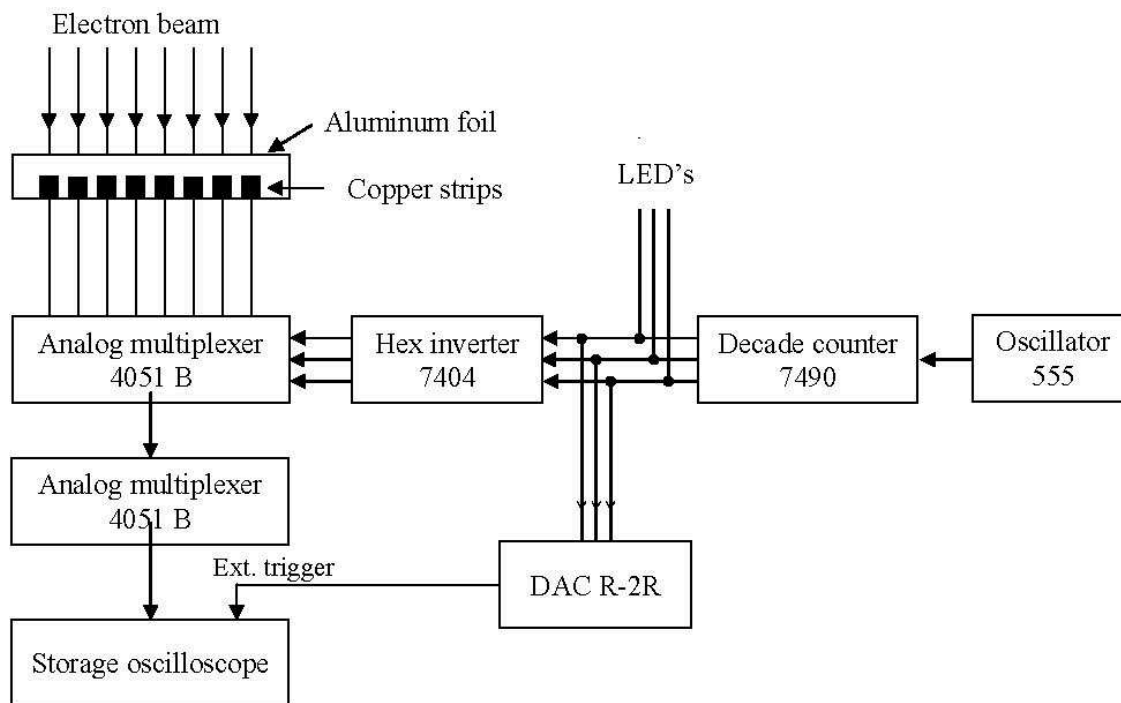 Electron beam
Aluminum foil
Copper strips
LED's
Analog multiplexer
4051 B
Hex inverter
7404
Decade counter
7490
Oscillator
555
Analog multiplexer
4051 B
Ext. trigger
DAC R-2R
Storage oscilloscope